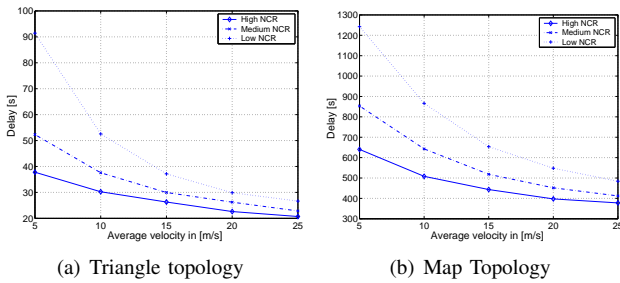 100
90
80
70
60
50
40
30
20
5
10
15
20
25
Delay [s]
Average velocity in [m/s]
High NCR
Medium NCR
Low NCR
(a) Triangle topology
1300
1200
1100
1000
900
800
700
600
500
400
300
5
10
15
20
25
Delay [s]
Average velocity in [m/s]
High NCR
Medium NCR
Low NCR
(b) Map Topology